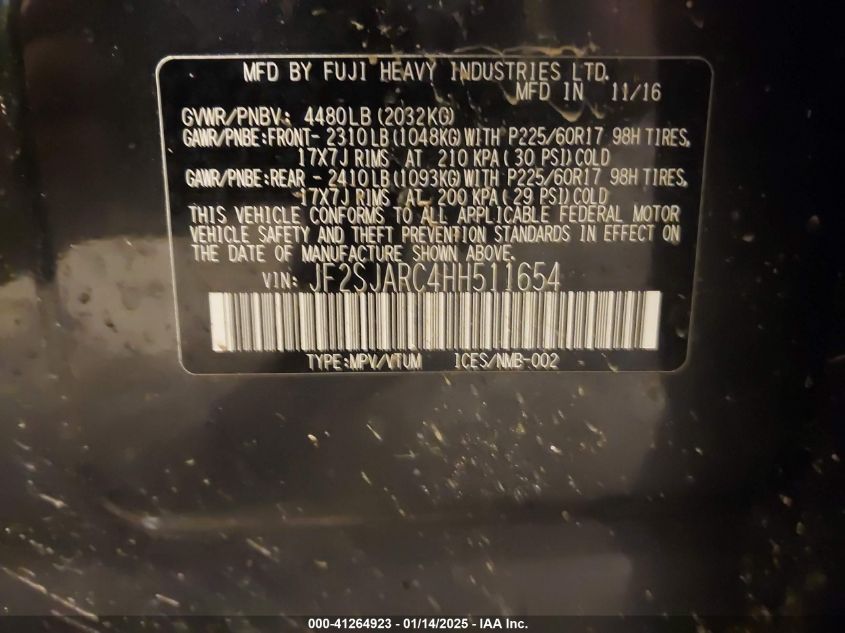 MFD BY FUJI HEAVY INDUSTRIES LTD.
MFD IN 11/16
GVWR/PNBV: 4480LB (2032KG)
GAWR/PNBE:FRONT- 2310LB(1048KG)WITH P225/60R17 98H TIRES,
17X7J RIMS AT 210 KPA ( 30 PSI)COLD
GAWR/PNBE:REAR - 2410LB(1093KG)WITH P225/60R17 98H TIRES,
17X7J RIMS AT 200 KPA ( 29 PSI)COLD
THIS VEHICLE CONFORMS TO ALL APPLICABLE FEDERAL MOTOR
VEHICLE SAFETY AND THEFT PREVENTION STANDARDS IN EFFECT ON
THE DATE OF MANUFACTURE SHOWN ABOVE.
VIN: JF2SJARC4HH511654
TYPE:MPV/VTUM ICES/NMB-002
000-41264923 - 01/14/2025 - IAA Inc.